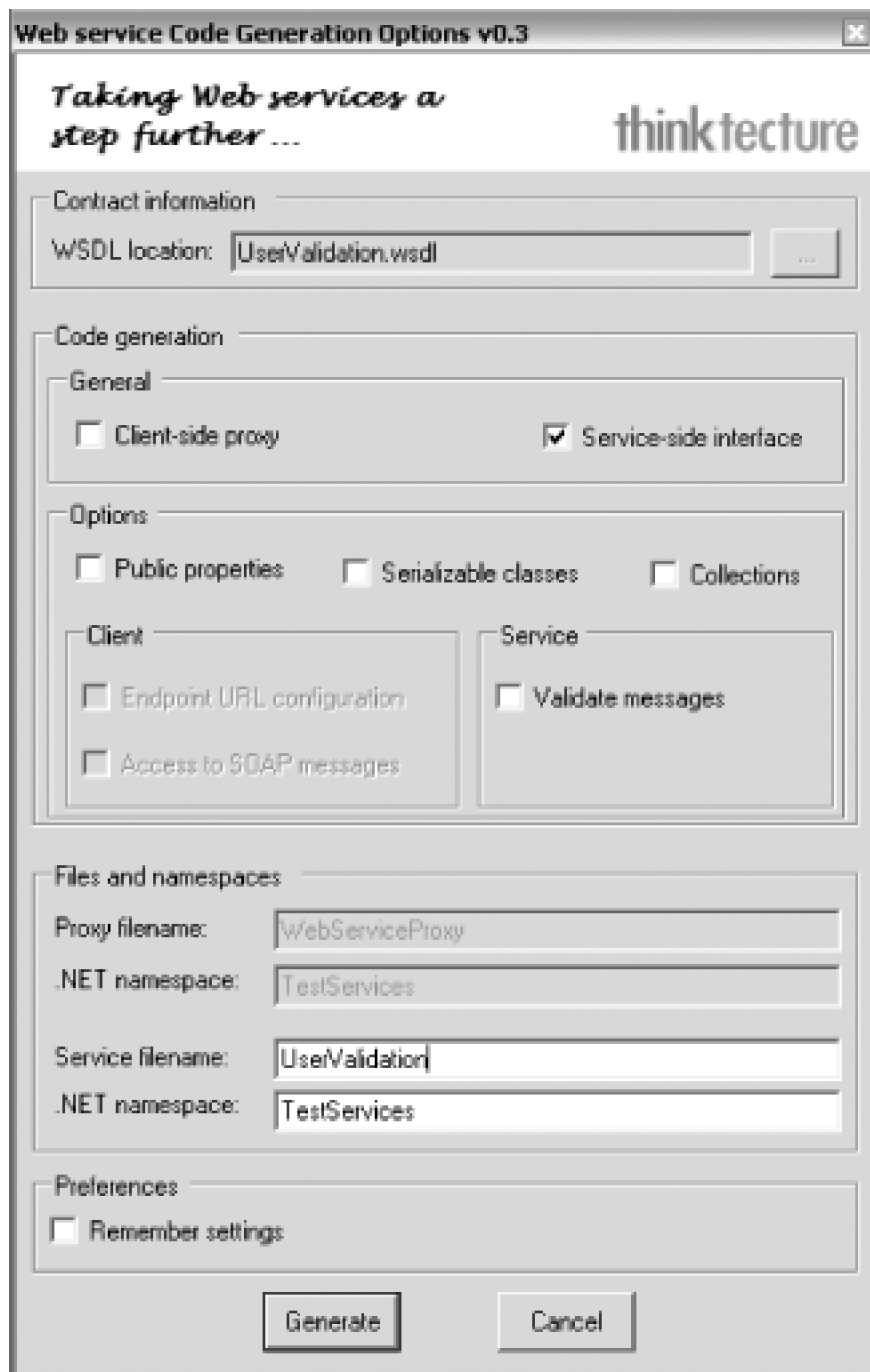 Web service Code Generation Options v0.3
Taking Web services a
step further ...
thinktecture
Contract information
WSDL location: UserValidation.wsdl ...
Code generation
General
Client-side proxy Service-side interface
Options
Public properties Serializable classes Collections
Client Service
Endpoint URL configuration Validate messages
Access to SOAP messages
Files and namespaces
Proxy filename: WebServiceProxy
.NET namespace: TestServices
Service filename: UserValidation
.NET namespace: TestServices
Preferences
Remember settings
Generate Cancel